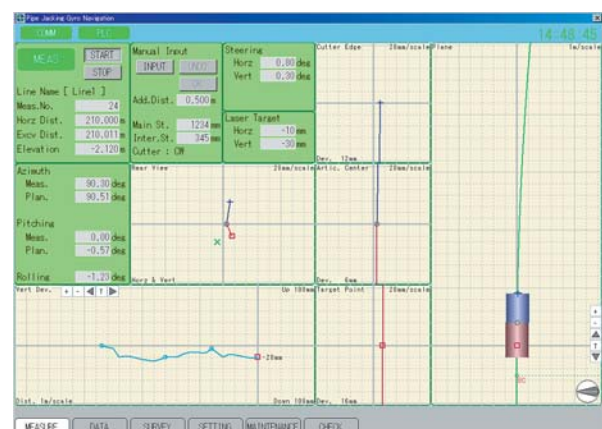 Pipe Jacking Gyro Navigation
COMM PLC
14:48:45
MEAS START
STOP
Line Name [ Line1 ]
Meas.No. 24
Horz Dist. 210.000 m
Excv Dist. 210.011 m
Elevation -2.120 m
Manual Input
INPUT UNDO
OK
Add.Dist. 0.500 m
Main St. 1234 mm
Inter.St. 345 mm
Cutter : CW
Steering
Horz 0.80 deg
Vert 0.30 deg
Laser Target
Horz -10 mm
Vert -30 mm
Azimuth
Meas. 90.30 deg
Plan. 90.51 deg
Pitching
Meas. 0.00 deg
Plan. -0.57 deg
Rolling -1.23 deg
Rear View 20mm/scale
Horz & Vert
Cutter Edge 20mm/scale
Dev. 12mm
Artic. Center 20mm/scale
Dev. 6mm
Target Point 20mm/scale
Dev. 16mm
Plane 1m/scale
BC
Vert Dev. + - ◀ ↑ ▶ Up 100mm
-20mm
Dist. 1m/scale Down 100mm
+
-
▲
↑
▼
MEASURE DATA SURVEY SETTING MAINTENANCE CHECK